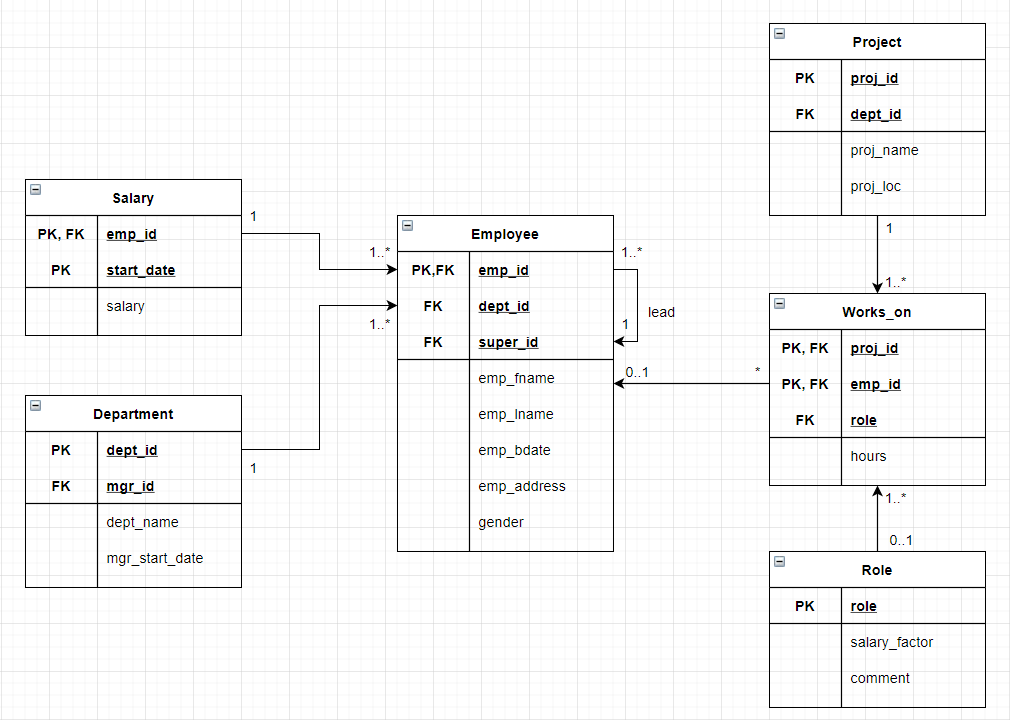 Project
PK proj_id
FK dept_id
proj_name
proj_loc
1
1..*
Salary
PK, FK emp_id
PK start_date
salary
1
1..*
Employee
PK,FK emp_id
FK dept_id
FK super_id
emp_fname
emp_lname
emp_bdate
emp_address
gender
1..*
lead
1
1..*
0..1
*
Department
PK dept_id
FK mgr_id
dept_name
mgr_start_date
1
Works_on
PK, FK proj_id
PK, FK emp_id
FK role
hours
1..*
0..1
Role
PK role
salary_factor
comment